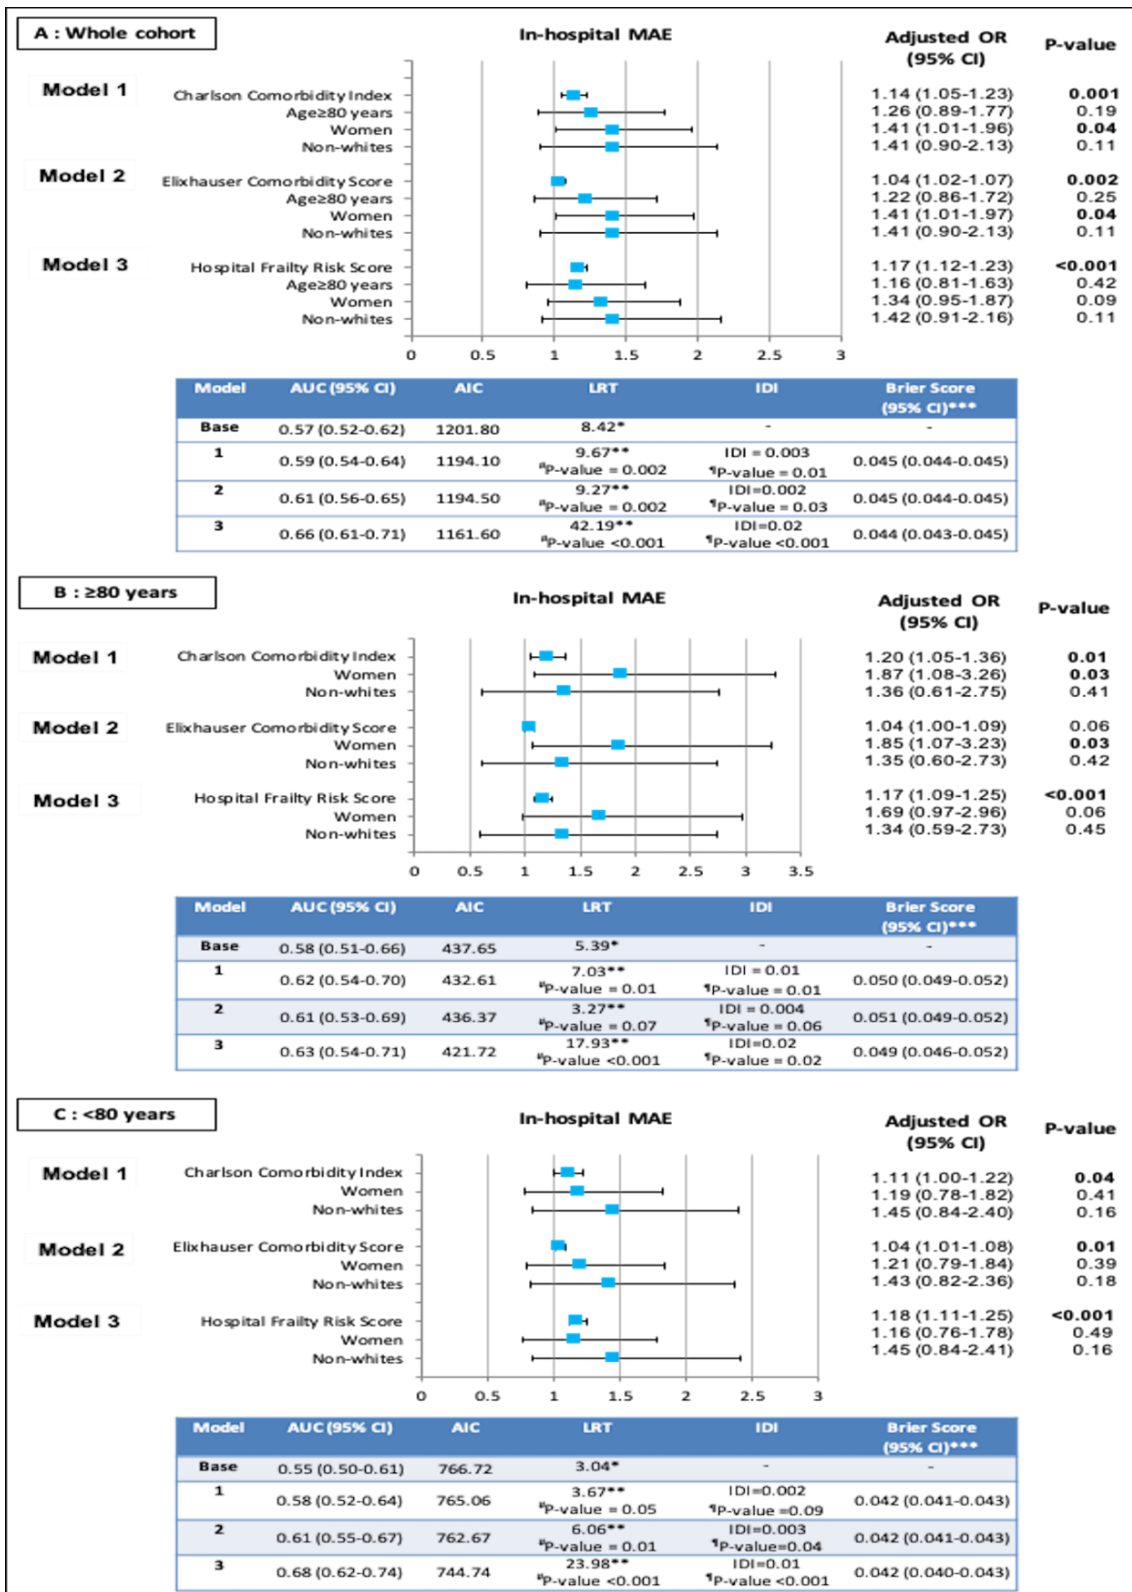 A : Whole cohort
In-hospital MAE
Adjusted OR (95% CI)
P-value
Model 1
Charlson Comorbidity Index 1.14 (1.05-1.23) 0.001
Age≥80 years 1.26 (0.89-1.77) 0.19
Women 1.41 (1.01-1.96) 0.04
Non-whites 1.41 (0.90-2.13) 0.11
Model 2
Elixhauser Comorbidity Score 1.04 (1.02-1.07) 0.002
Age≥80 years 1.22 (0.86-1.72) 0.25
Women 1.41 (1.01-1.97) 0.04
Non-whites 1.41 (0.90-2.13) 0.11
Model 3
Hospital Frailty Risk Score 1.17 (1.12-1.23) <0.001
Age≥80 years 1.16 (0.81-1.63) 0.42
Women 1.34 (0.95-1.87) 0.09
Non-whites 1.42 (0.91-2.16) 0.11
0 0.5 1 1.5 2 2.5 3
Model AUC (95% CI) AIC LRT IDI Brier Score
(95% CI)***
Base 0.57 (0.52-0.62) 1201.80 8.42* - -
1 0.59 (0.54-0.64) 1194.10 9.67** IDI = 0.003 0.045 (0.044-0.045)
#P-value = 0.002 ¶P-value = 0.01
2 0.61 (0.56-0.65) 1194.50 9.27** IDI=0.002 0.045 (0.044-0.045)
#P-value = 0.002 ¶P-value = 0.03
3 0.66 (0.61-0.71) 1161.60 42.19** IDI=0.02 0.044 (0.043-0.045)
#P-value <0.001 ¶P-value <0.001
B : ≥80 years
In-hospital MAE
Adjusted OR
(95% CI)
P-value
Model 1
Charlson Comorbidity Index 1.20 (1.05-1.36) 0.01
Women 1.87 (1.08-3.26) 0.03
Non-whites 1.36 (0.61-2.75) 0.41
Model 2
Elixhauser Comorbidity Score 1.04 (1.00-1.09) 0.06
Women 1.85 (1.07-3.23) 0.03
Non-whites 1.35 (0.60-2.73) 0.42
Model 3
Hospital Frailty Risk Score 1.17 (1.09-1.25) <0.001
Women 1.69 (0.97-2.96) 0.06
Non-whites 1.34 (0.59-2.73) 0.45
0 0.5 1 1.5 2 2.5 3 3.5
Model AUC (95% CI) AIC LRT IDI Brier Score
(95% CI)***
Base 0.58 (0.51-0.66) 437.65 5.39* - -
1 0.62 (0.54-0.70) 432.61 7.03** IDI = 0.01 0.050 (0.049-0.052)
#P-value = 0.01 ¶P-value = 0.01
2 0.61 (0.53-0.69) 436.37 3.27** IDI = 0.004 0.051 (0.049-0.052)
#P-value = 0.07 ¶P-value = 0.06
3 0.63 (0.54-0.71) 421.72 17.93** IDI=0.02 0.049 (0.046-0.052)
#P-value <0.001 ¶P-value = 0.02
C : <80 years
In-hospital MAE
Adjusted OR
(95% CI)
P-value
Model 1
Charlson Comorbidity Index 1.11 (1.00-1.22) 0.04
Women 1.19 (0.78-1.82) 0.41
Non-whites 1.45 (0.84-2.40) 0.16
Model 2
Elixhauser Comorbidity Score 1.04 (1.01-1.08) 0.01
Women 1.21 (0.79-1.84) 0.39
Non-whites 1.43 (0.82-2.36) 0.18
Model 3
Hospital Frailty Risk Score 1.18 (1.11-1.25) <0.001
Women 1.16 (0.76-1.78) 0.49
Non-whites 1.45 (0.84-2.41) 0.16
0 0.5 1 1.5 2 2.5 3
Model AUC (95% CI) AIC LRT IDI Brier Score
(95% CI)***
Base 0.55 (0.50-0.61) 766.72 3.04* - -
1 0.58 (0.52-0.64) 765.06 3.67** IDI=0.002 0.042 (0.041-0.043)
#P-value = 0.05 ¶P-value =0.09
2 0.61 (0.55-0.67) 762.67 6.06** IDI=0.003 0.042 (0.041-0.043)
#P-value = 0.01 ¶P-value=0.04
3 0.68 (0.62-0.74) 744.74 23.98** IDI=0.01 0.042 (0.040-0.043)
#P-value <0.001 ¶P-value <0.001